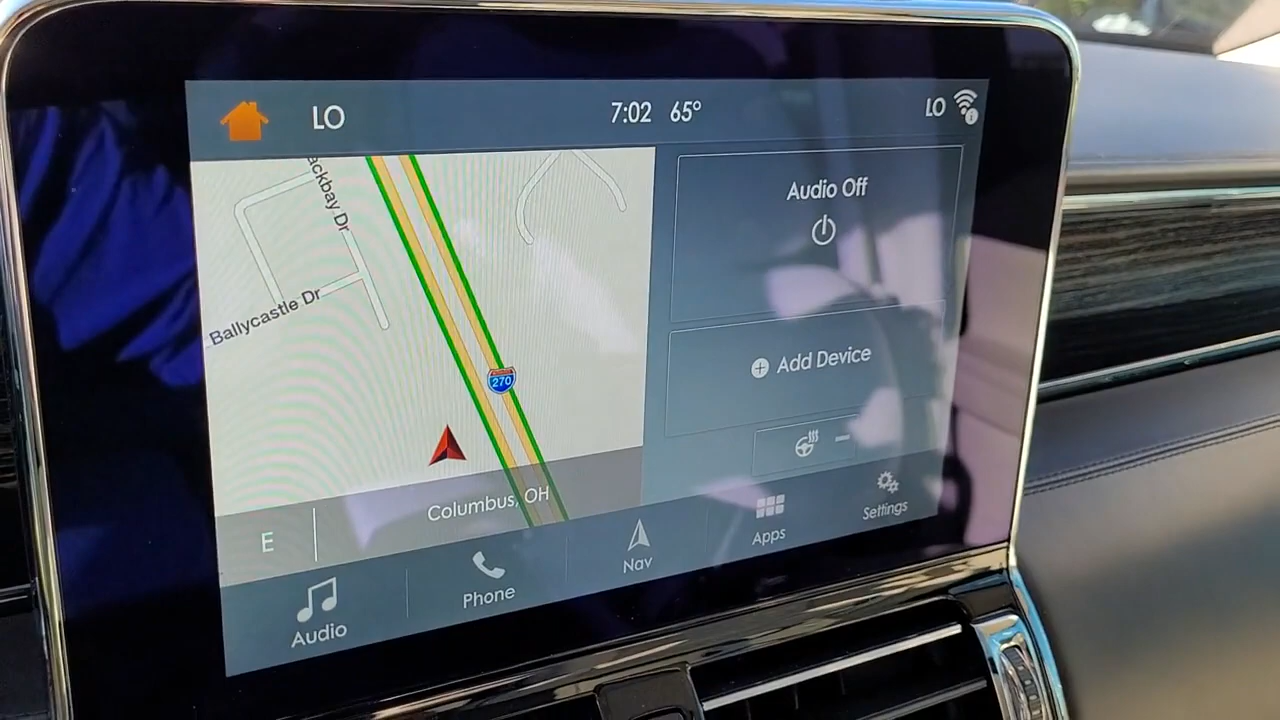 LO
7:02 65°
LO
ackbay Dr
Ballycastle Dr
270
Audio Off
Add Device
Columbus, OH
E
Audio
Phone
Nav
Apps
Settings